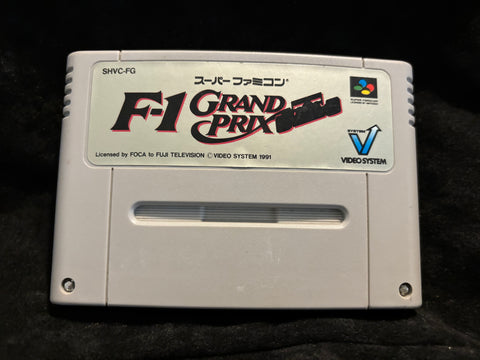 SHVC-FG
スーパーファミコン®
F-1 GRAND PRIX
Licensed by FOCA to FUJI TELEVISION © VIDEO SYSTEM 1991
SYSTEM
V
VIDEO SYSTEM